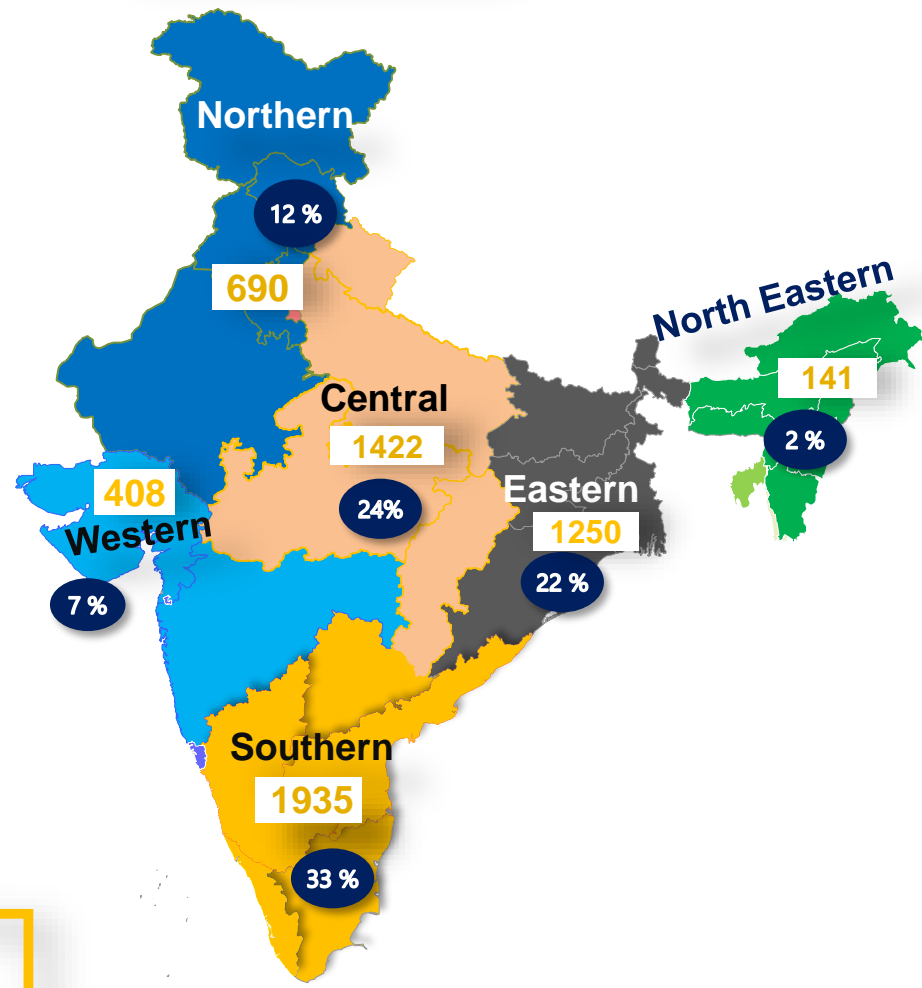 Northern
12 %
690
North Eastern
141
2 %
Central
1422
24%
408
Western
7 %
Eastern
1250
22 %
Southern
1935
33 %